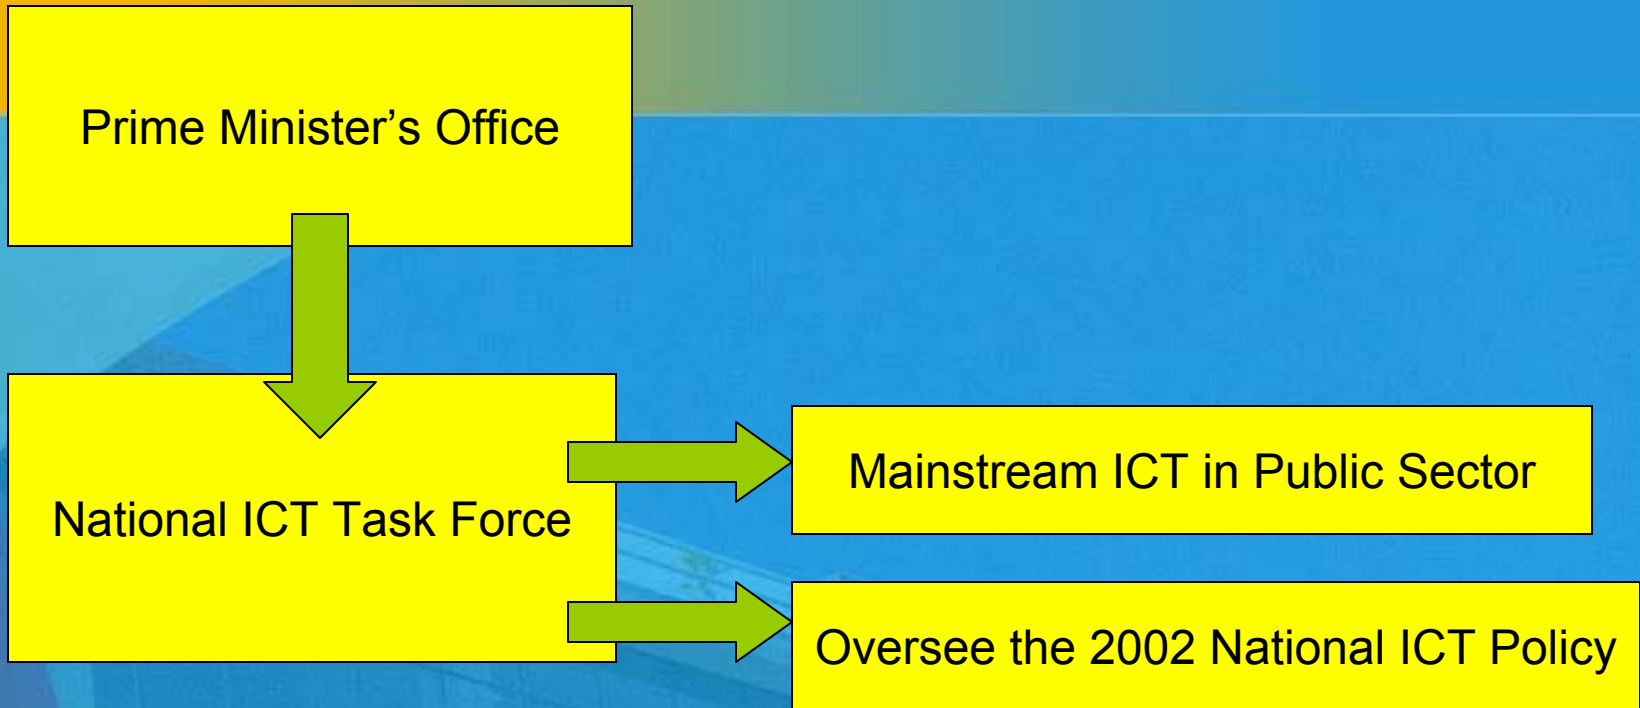 Prime Minister’s Office
National ICT Task Force
Mainstream ICT in Public Sector
Oversee the 2002 National ICT Policy